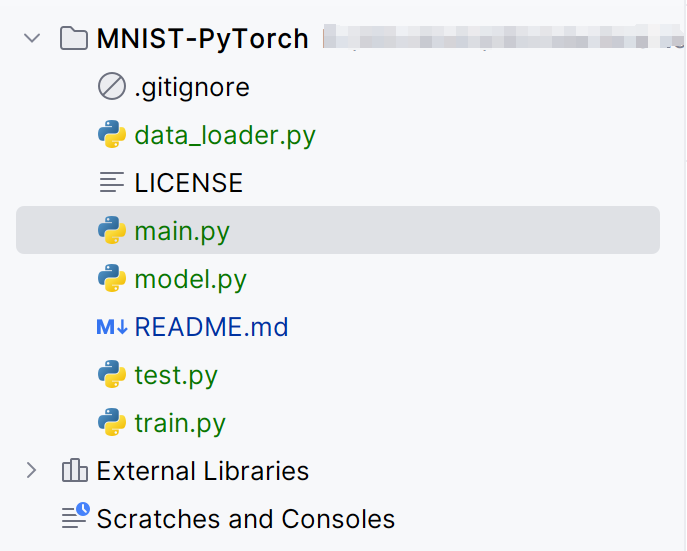 MNIST-PyTorch
.gitignore
data_loader.py
LICENSE
main.py
model.py
M↓ README.md
test.py
train.py
External Libraries
Scratches and Consoles